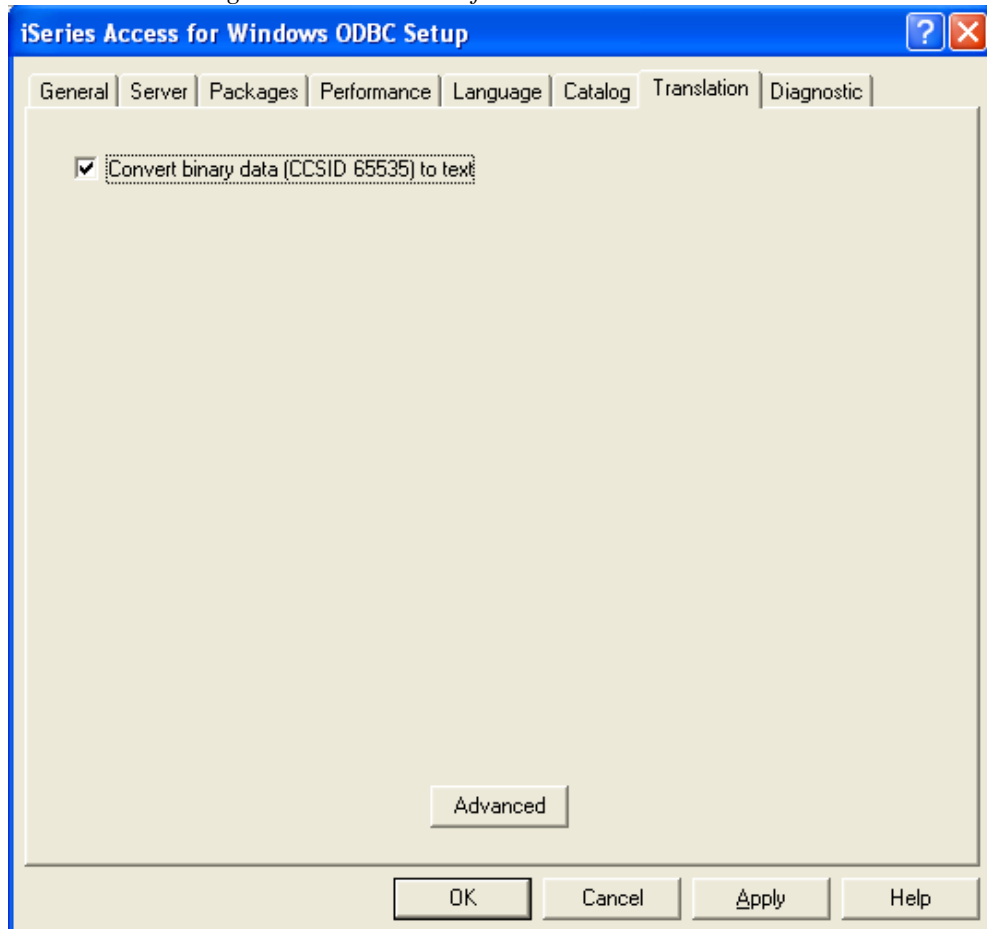 iSeries Access for Windows ODBC Setup
General Server Packages Performance Language Catalog Translation Diagnostic
Convert binary data (CCSID 65535) to text
Advanced
OK Cancel Apply Help